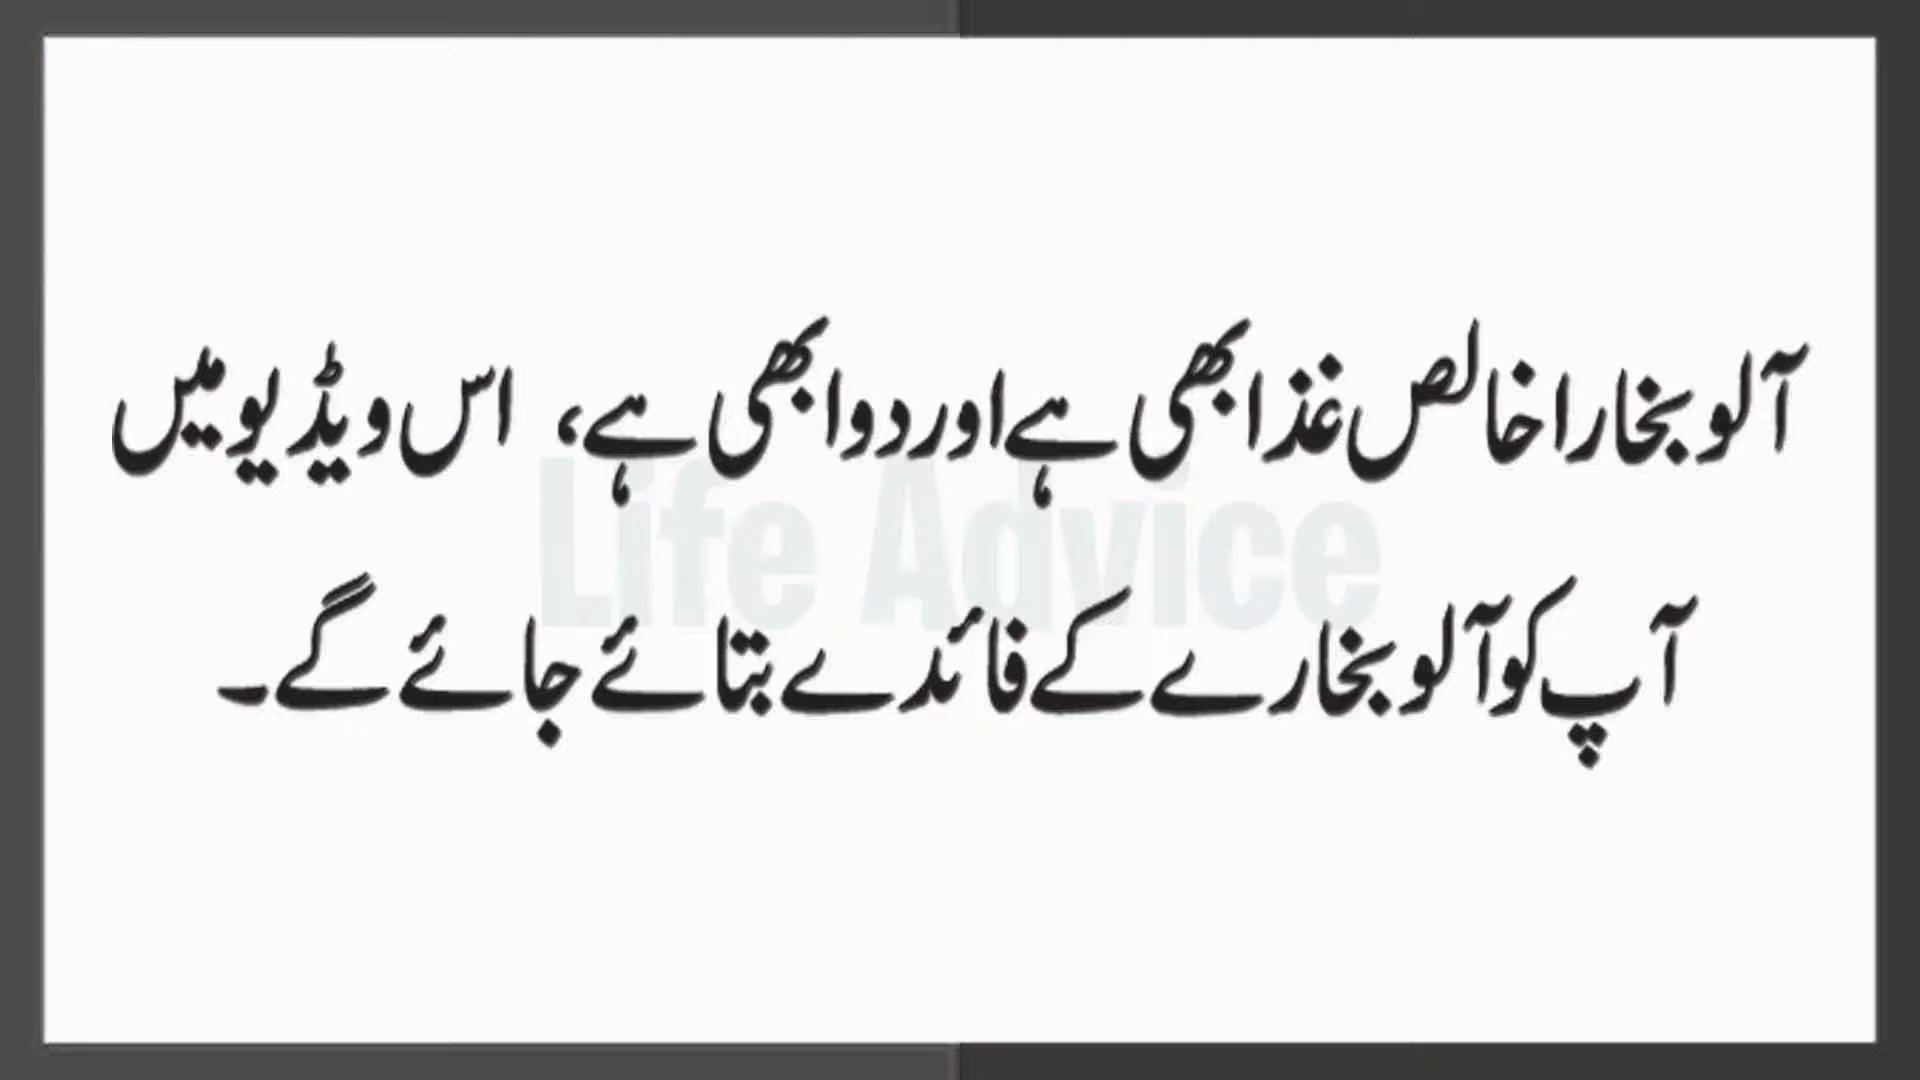 آلو بخارا خالص غذا بھی ہے اور دوا بھی ہے، اس ویڈیو میں
Life Advice
آپ کو آلو بخارے کے فائدے بتائے جائے گے۔